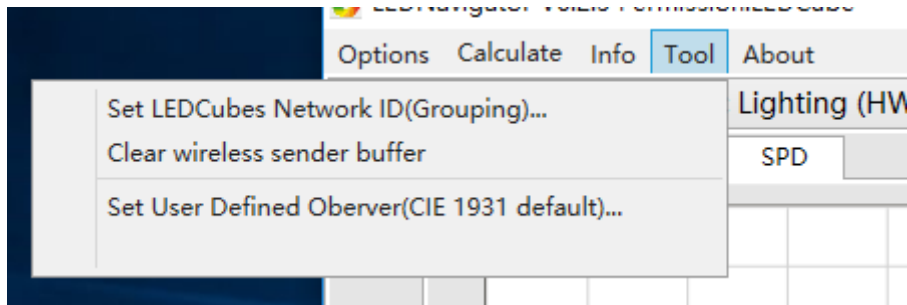 Options Calculate Info Tool About
Set LEDCubes Network ID(Grouping)...
Lighting (HW
Clear wireless sender buffer
SPD
Set User Defined Oberver(CIE 1931 default)...